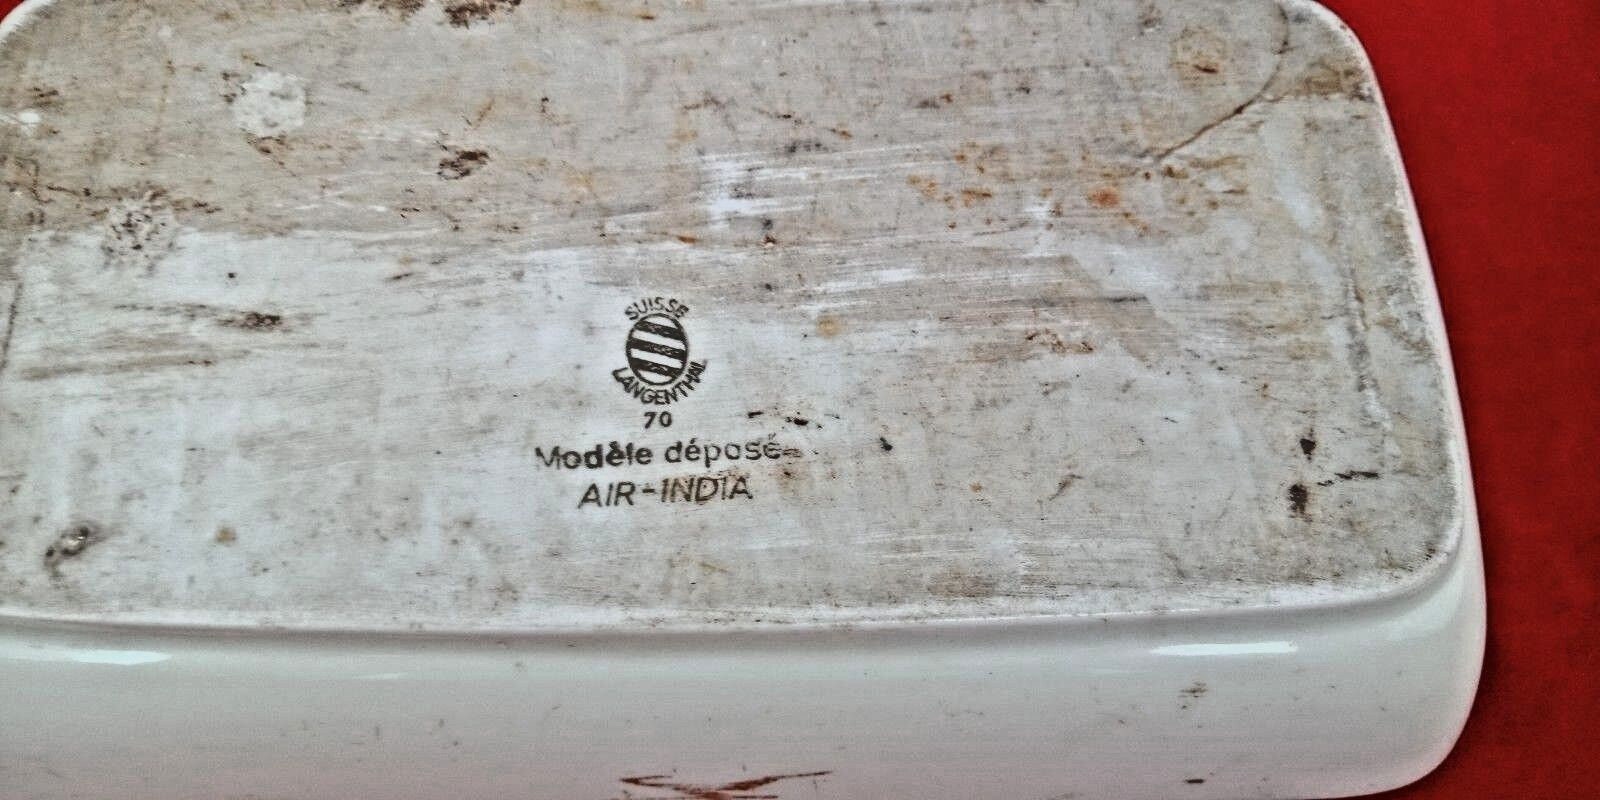 SUISSE
LANGENTHAL
70
Modèle déposé
AIR-INDIA